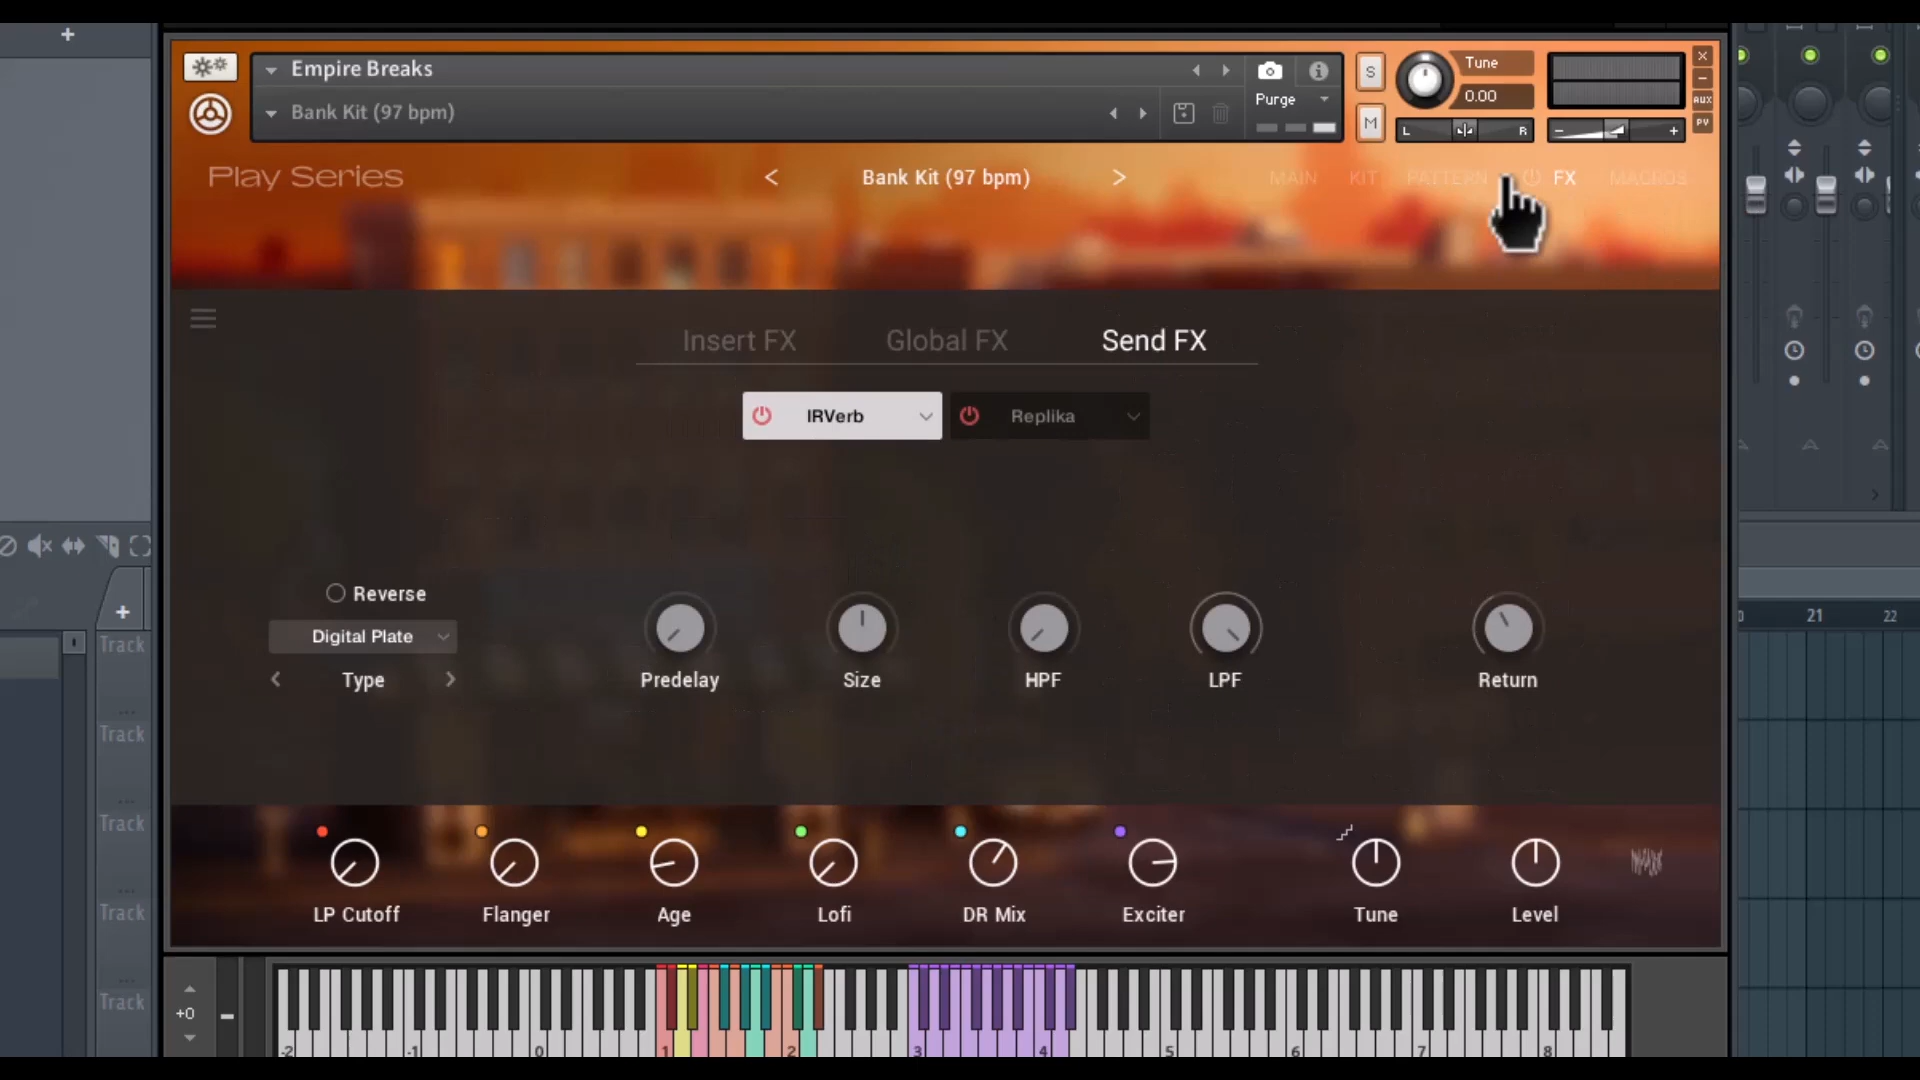 Empire Breaks
Bank Kit (97 bpm)
Purge
S
M
Tune
0.00
L R
AUX
PV
Play Series
Bank Kit (97 bpm)
MAIN KIT PATTERN FX MACROS
Insert FX Global FX Send FX
IRVerb Replika
Reverse
Digital Plate
Type Predelay Size HPF LPF Return
LP Cutoff Flanger Age Lofi DR Mix Exciter Tune Level
+0
-2 -1 0 1 2 3 4 5 6 7 8
Track
Track
Track
Track
Track
21 22